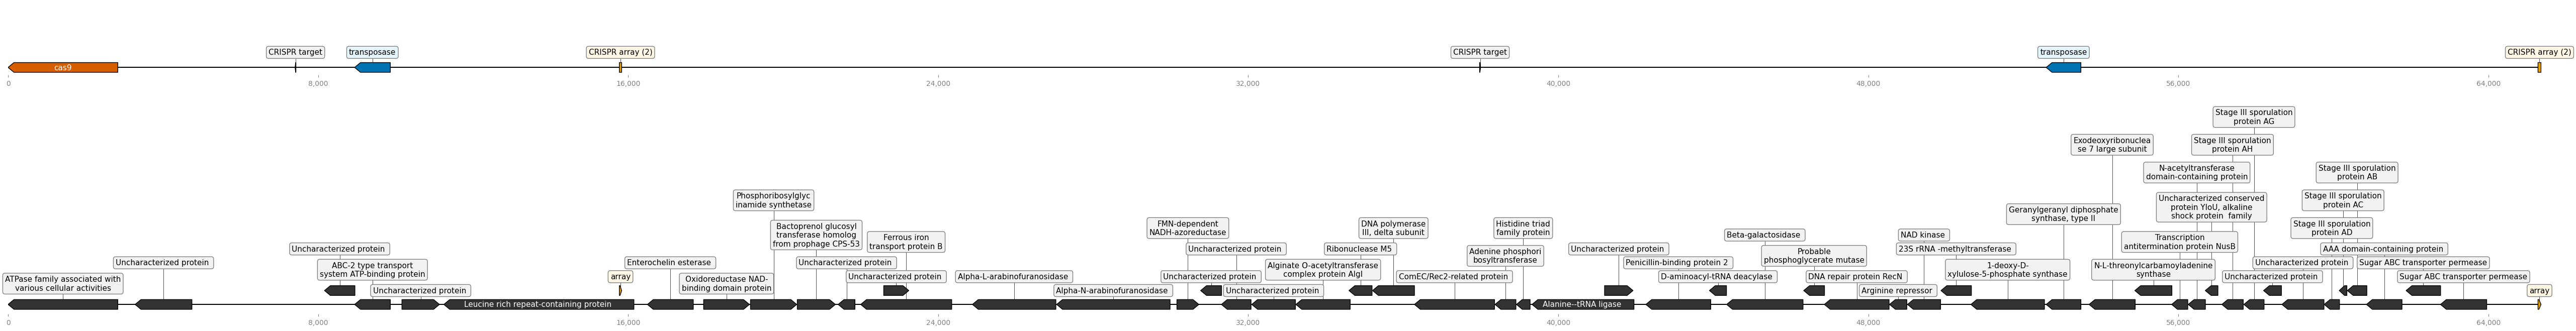 CRISPR target
transposase
CRISPR array (2)
CRISPR target
transposase
CRISPR array (2)
cas9
0
8,000
16,000
24,000
32,000
40,000
48,000
56,000
64,000
Stage III sporulation
protein AG
Exodeoxyribonuclea
se 7 large subunit
Stage III sporulation
protein AH
N-acetyltransferase
domain-containing protein
Stage III sporulation
protein AB
Phosphoribosylglyc
inamide synthetase
Stage III sporulation
protein AC
Geranylgeranyl diphosphate
synthase, type II
Uncharacterized conserved
protein YloU, alkaline
shock protein  family
Bactoprenol glucosyl
transferase homolog
from prophage CPS-53
Ferrous iron
transport protein B
FMN-dependent
NADH-azoreductase
DNA polymerase
III, delta subunit
Histidine triad
family protein
Beta-galactosidase
NAD kinase
Transcription
antitermination protein NusB
Stage III sporulation
protein AD
Uncharacterized protein
Uncharacterized protein
Ribonuclease M5
Adenine phosphori
bosyltransferase
Uncharacterized protein
Probable
phosphoglycerate mutase
23S rRNA -methyltransferase
AAA domain-containing protein
Uncharacterized protein
ABC-2 type transport
system ATP-binding protein
Enterochelin esterase
Uncharacterized protein
Alginate O-acetyltransferase
complex protein AlgI
Penicillin-binding protein 2
1-deoxy-D-
xylulose-5-phosphate synthase
N-L-threonylcarbamoyladenine
synthase
Uncharacterized protein
Sugar ABC transporter permease
ATPase family associated with
various cellular activities
Uncharacterized protein
array
Oxidoreductase NAD-
binding domain protein
Uncharacterized protein
Alpha-L-arabinofuranosidase
Alpha-N-arabinofuranosidase
Uncharacterized protein
Uncharacterized protein
ComEC/Rec2-related protein
D-aminoacyl-tRNA deacylase
DNA repair protein RecN
Arginine repressor
Uncharacterized protein
Sugar ABC transporter permease
array
Leucine rich repeat-containing protein
Alanine--tRNA ligase
0
8,000
16,000
24,000
32,000
40,000
48,000
56,000
64,000